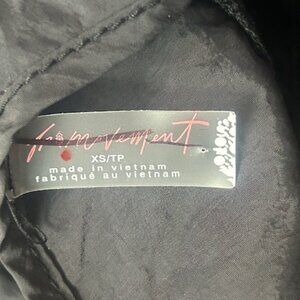 fp movement
XS/TP
made in vietnam
fabriqué au vietnam